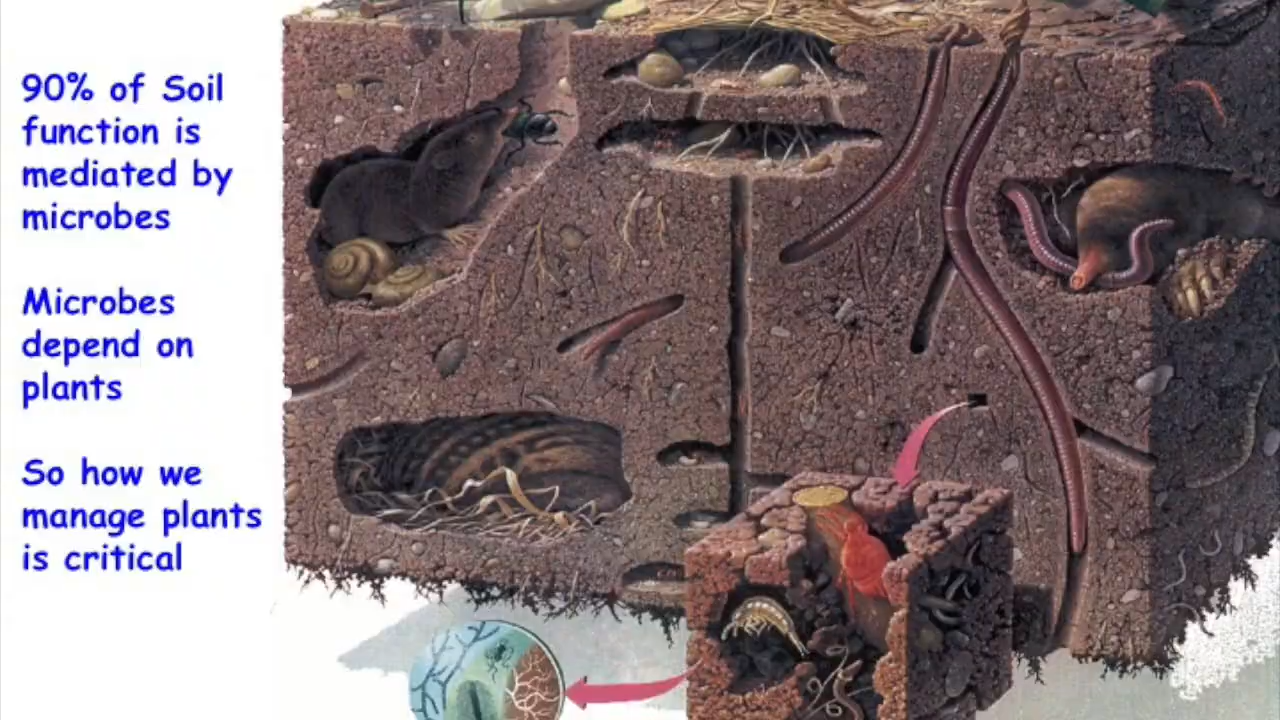 90% of Soil
function is
mediated by
microbes
Microbes
depend on
plants
So how we
manage plants
is critical